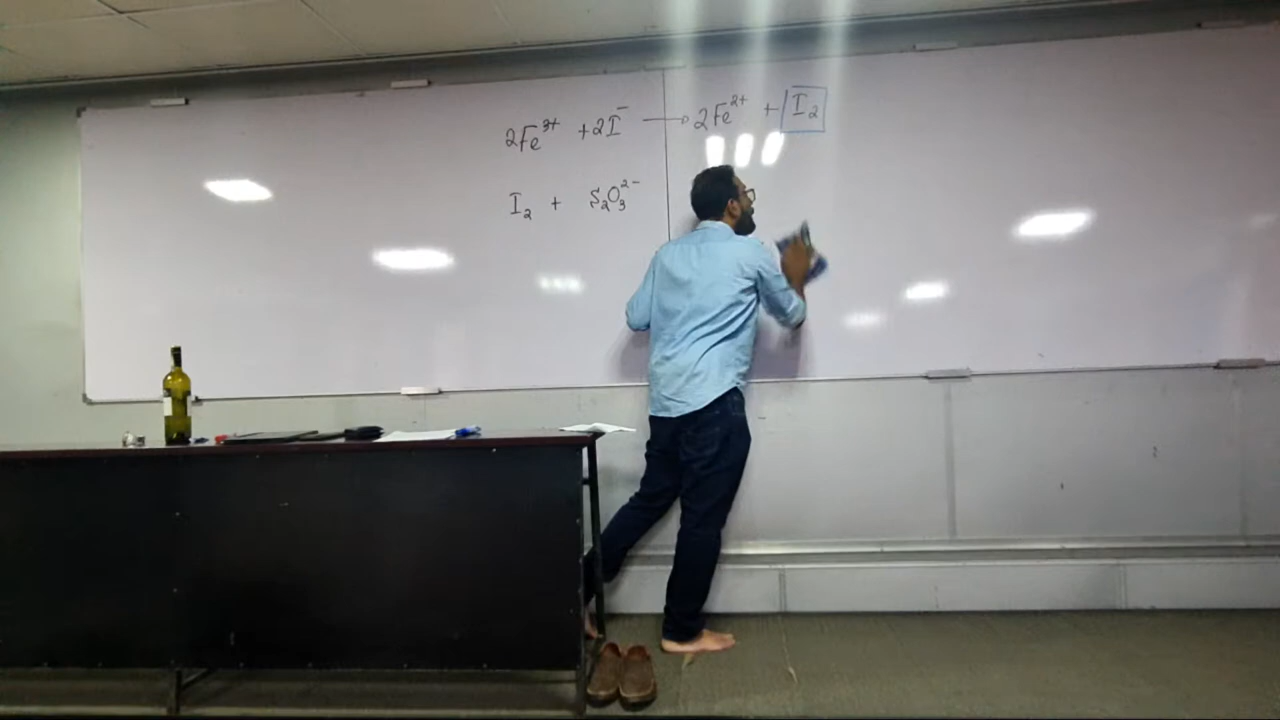 2Fe³⁺ + 2I⁻ → 2Fe²⁺ + I₂
I₂ + S₂O₃²⁻